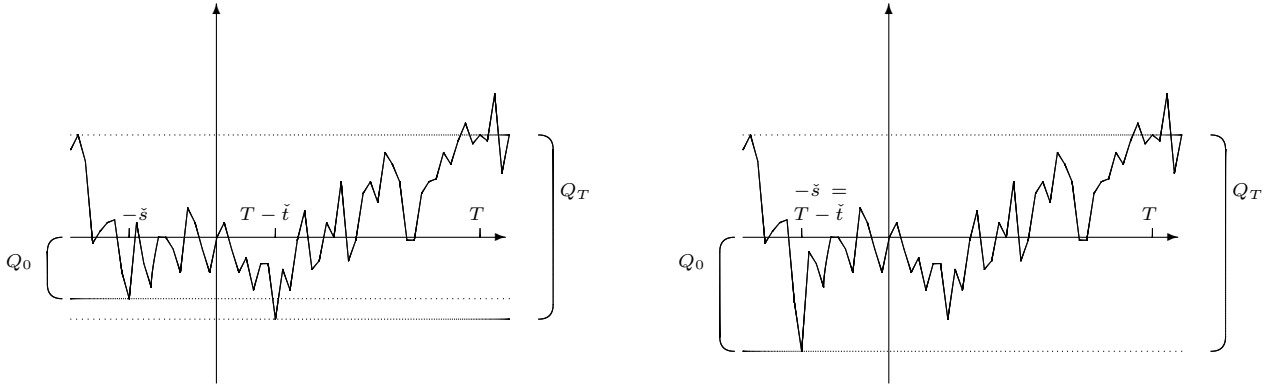 −š T − ť T
Q_T
Q_0
−š =
T − ť T
Q_T
Q_0